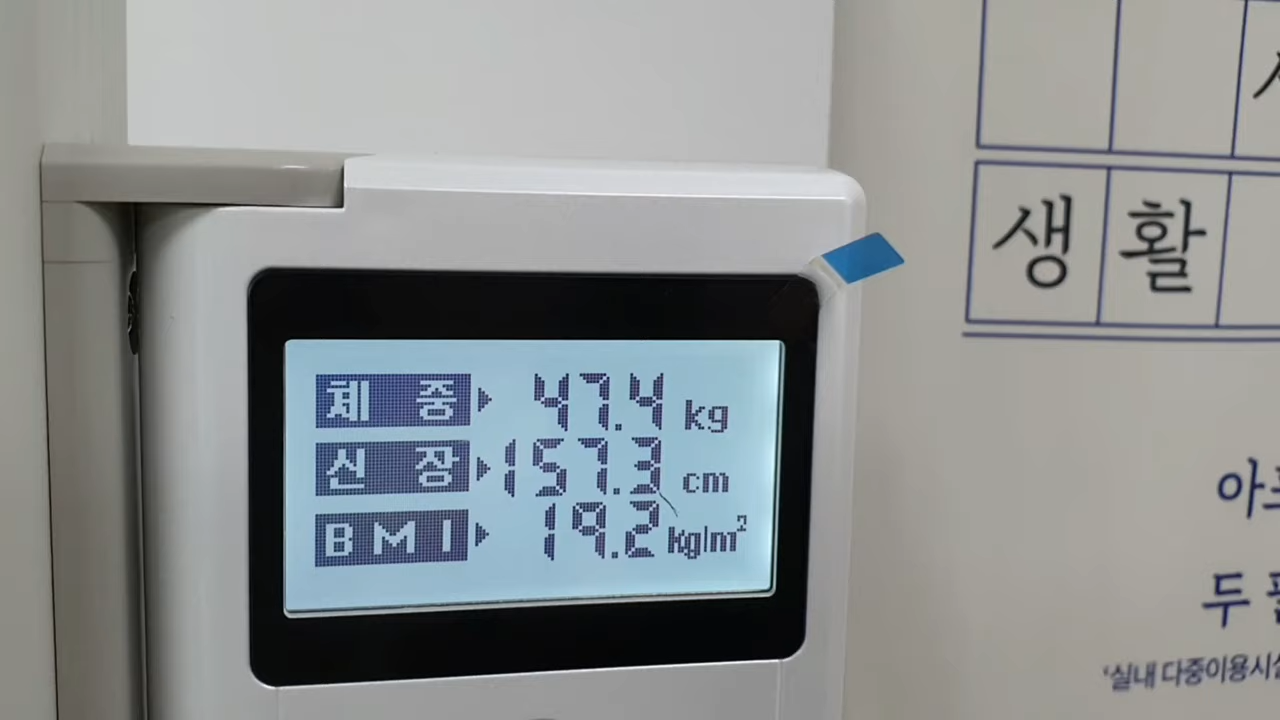 체 중 47.4 kg
신 장 157.3 cm
BMI 19.2 kg/m²
생 활
두
'실내 다중이용시설